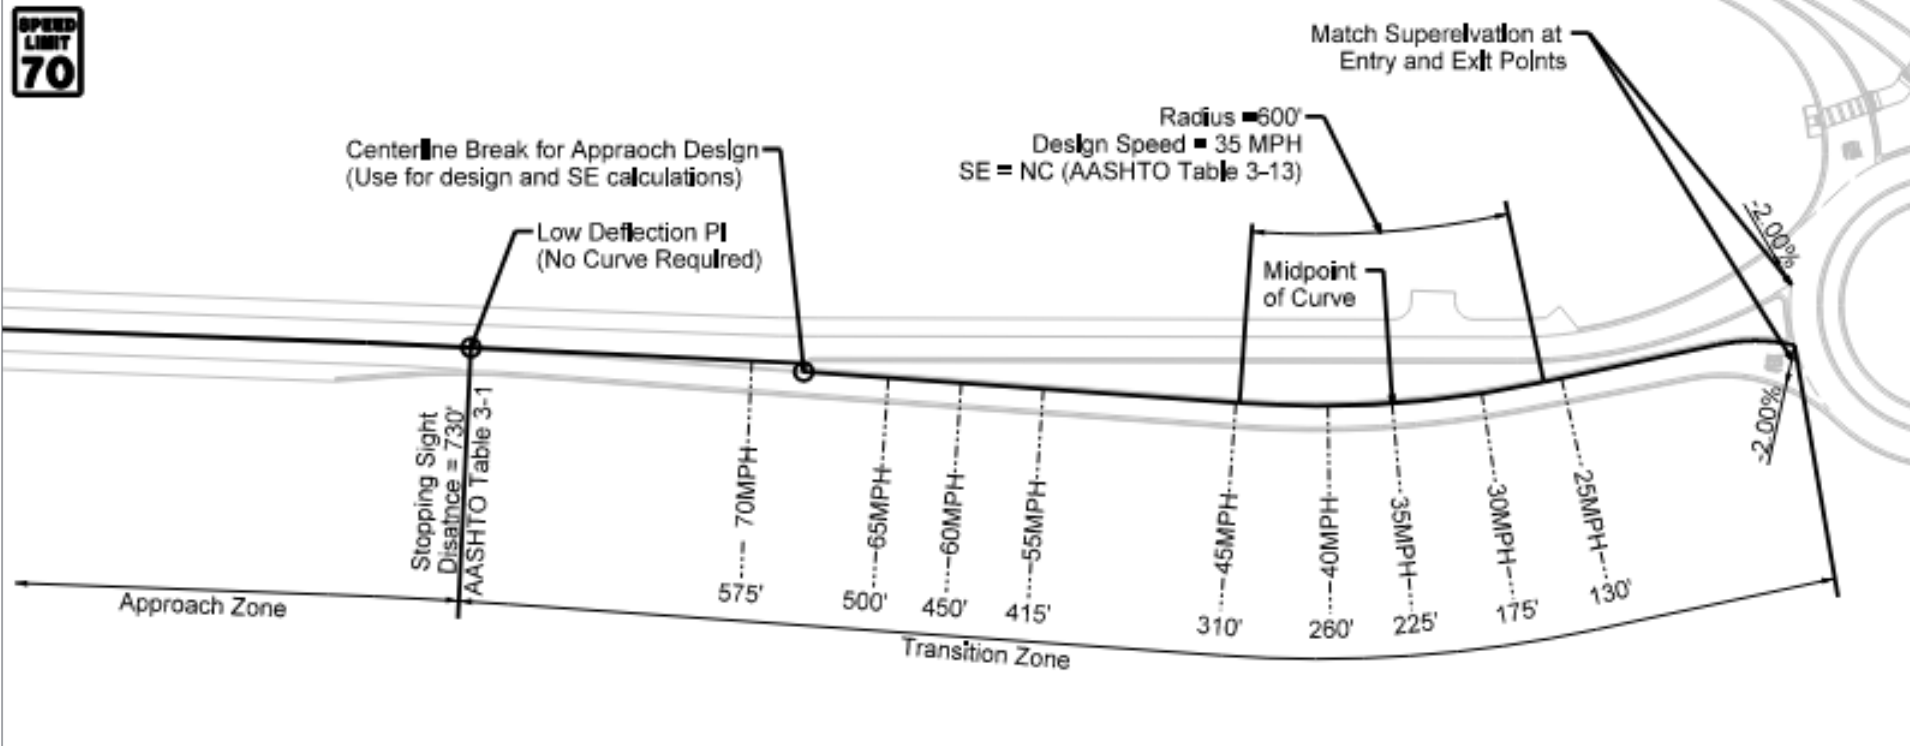 SPEED
LIMIT
70
Match Superelvation at
Entry and Exit Points
Radius =600'
Design Speed = 35 MPH
SE = NC (AASHTO Table 3-13)
Centerline Break for Appraoch Design
(Use for design and SE calculations)
Low Deflection PI
(No Curve Required)
Midpoint
of Curve
-2.00%
-2.00%
Stopping Sight
Disatnce = 730'
AASHTO Table 3-1
70MPH
65MPH
60MPH
55MPH
45MPH
40MPH
35MPH
30MPH
25MPH
575'
500'
450'
415'
310'
260'
225'
175'
130'
Approach Zone
Transition Zone